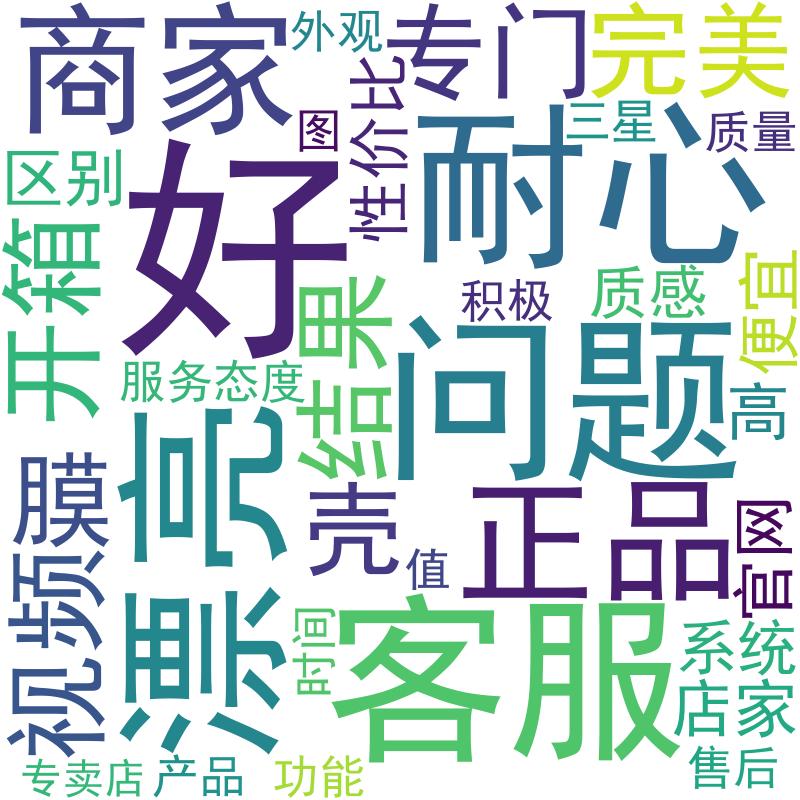 商家
外观
专门
完美
性价比
图
耐心
三星
质量
区别
好
开箱
结果
积极
质感
便宜
问题
服务态度
高
漂亮
膜
壳
正品
官网
值
视频
客服
时间
系统
店家
专卖店
产品
功能
售后